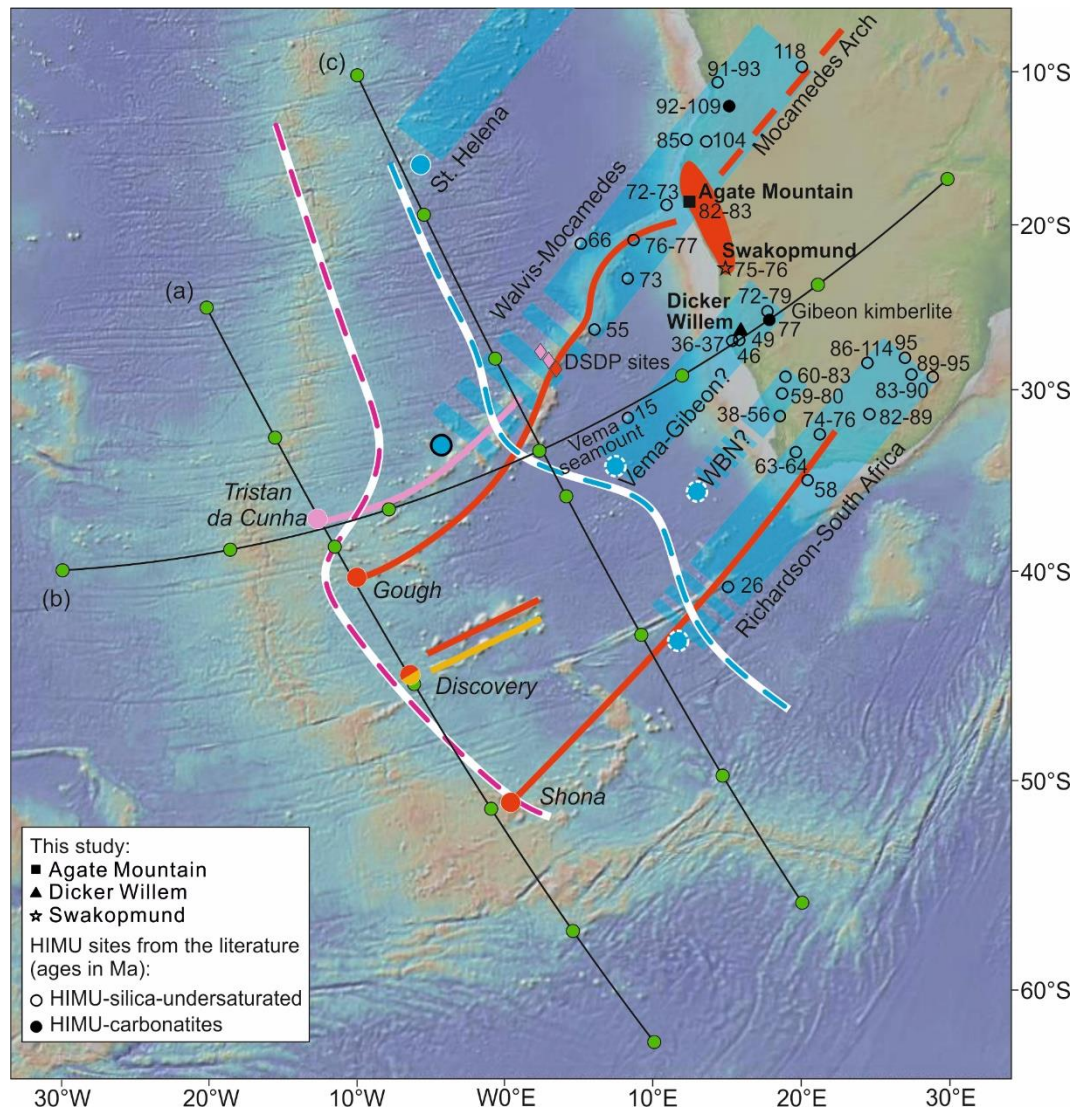 (c)
118
Mocamedes Arch
10°S
91-93
92-109
St. Helena
85
104
Walvis-Mocamedes
72-73
Agate Mountain
82-83
20°S
66
76-77
Swakopmund
75-76
(a)
73
72-79
Dicker
Willem
Gibeon kimberlite
77
55
36-37
49
46
DSDP sites
86-114
95
89-95
30°S
60-83
83-90
59-80
15
38-56
74-76
82-89
Vema
seamount
Vema-Gibeon?
WBN?
63-64
58
Richardson-South Africa
Tristan
da Cunha
(b)
Gough
40°S
26
Discovery
Shona
50°S
This study:
Agate Mountain
Dicker Willem
Swakopmund
HIMU sites from the literature
(ages in Ma):
HIMU-silica-undersaturated
HIMU-carbonatites
60°S
30°W
20°W
10°W
W0°E
10°E
20°E
30°E